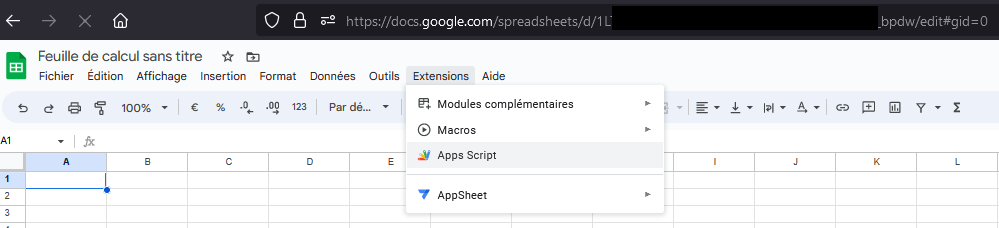 https://docs.google.com/spreadsheets/d/1L
_bpdw/edit#gid=0
Feuille de calcul sans titre
Fichier Édition Affichage Insertion Format Données Outils Extensions Aide
100% € % .0 .00 123 Par dé...
Modules complémentaires
Macros
Apps Script
AppSheet
A1 fx
A B C D E I J K L
1
2
3